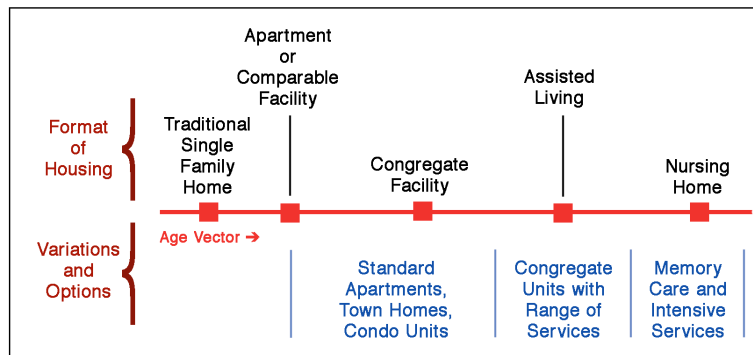 Format
of
Housing
Traditional
Single
Family
Home
Apartment
or
Comparable
Facility
Congregate
Facility
Assisted
Living
Nursing
Home
Age Vector →
Variations
and
Options
Standard
Apartments,
Town Homes,
Condo Units
Congregate
Units with
Range of
Services
Memory
Care and
Intensive
Services